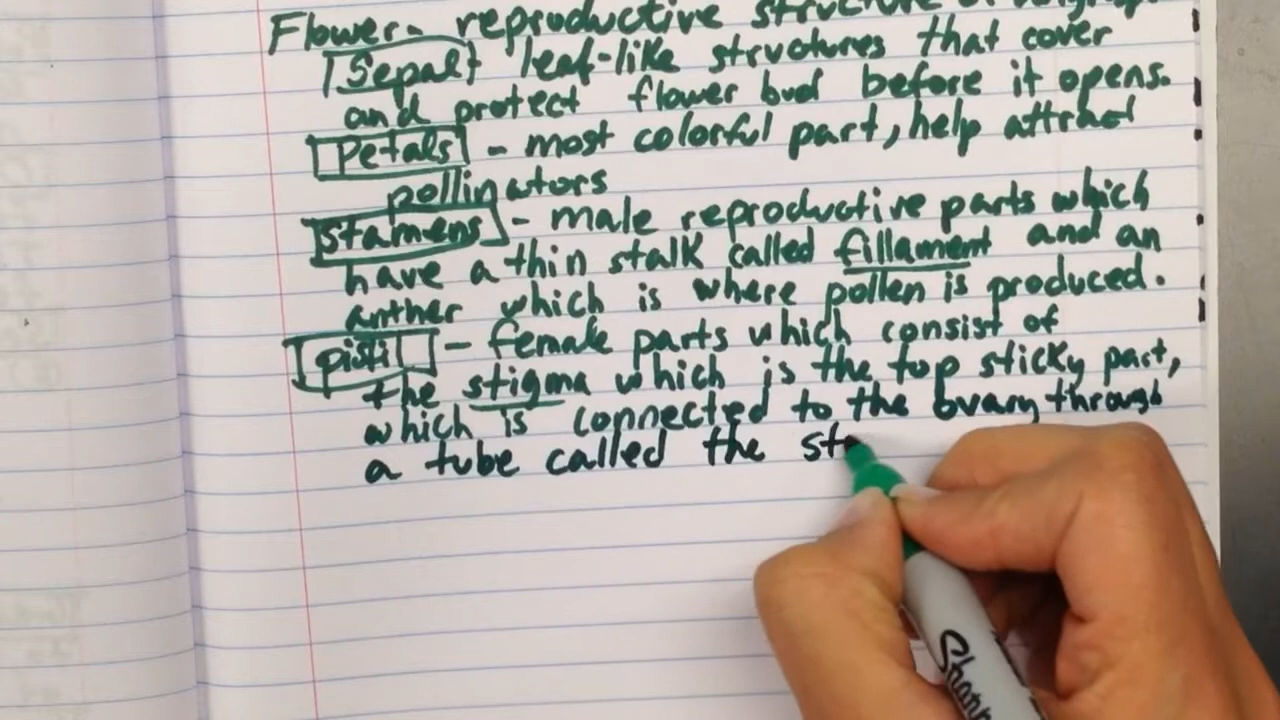 Flower - reproductive structure
Sepal leaf-like structures that cover
and protect flower bud before it opens.
Petals - most colorful part, help attract
pollinators
stamens - male reproductive parts which
have a thin stalk called fillament and an
anther which is where pollen is produced.
pistil - female parts which consist of
the stigma which is the top sticky part,
which is connected to the ovary through
a tube called the st
Sharp